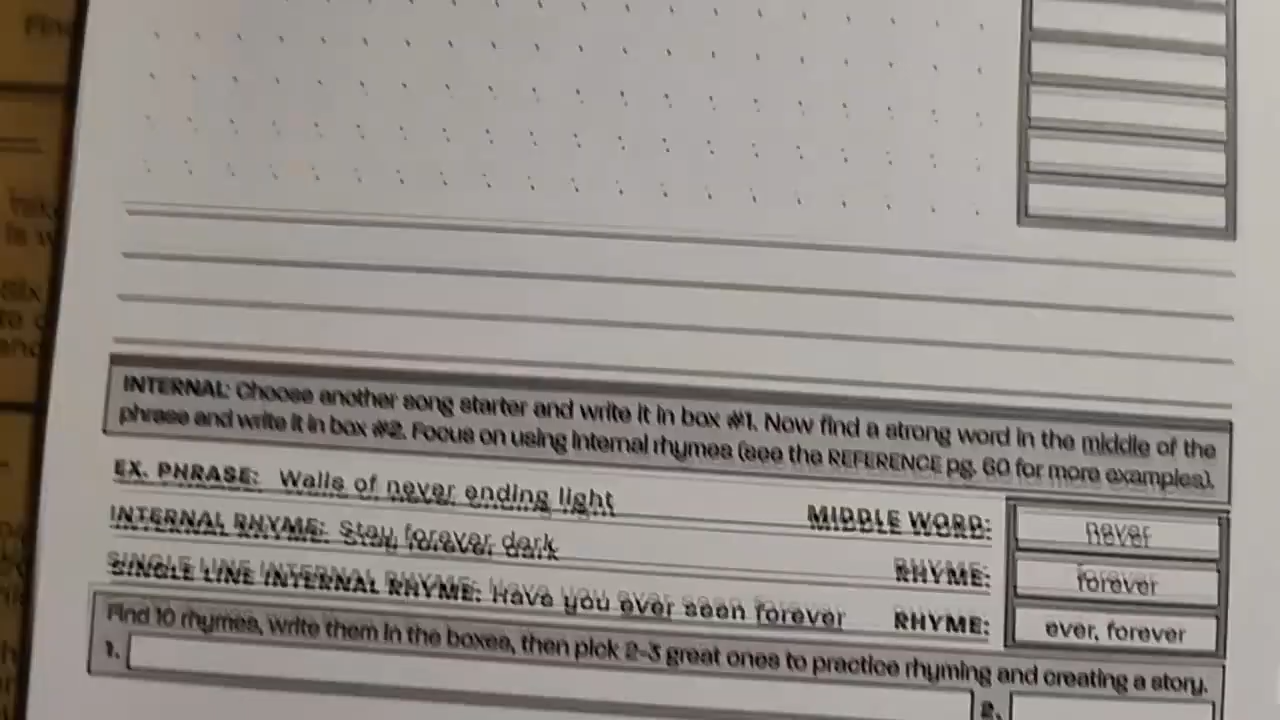 INTERNAL: Choose another song starter and write it in box #1. Now find a strong word in the middle of the
phrase and write it in box #2. Focus on using internal rhymes (see the REFERENCE pg. 60 for more examples).
EX. PHRASE: Walls of never ending light MIDDLE WORD: never
INTERNAL RHYME: Stay forever dark RHYME: forever
SINGLE LINE INTERNAL RHYME: Have you ever seen forever RHYME: ever, forever
Find 10 rhymes, write them in the boxes, then pick 2-3 great ones to practice rhyming and creating a story.
1. 2.